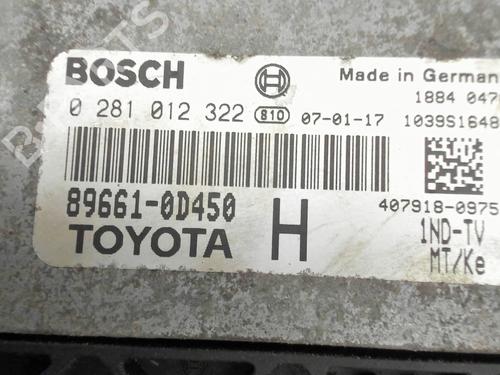 BOSCH
Made in German
0 281 012 322 810 07-01-17
1884 047
1039S1648
89661-0D450
407918-0975
TOYOTA H
1ND-TV
MT/Ke